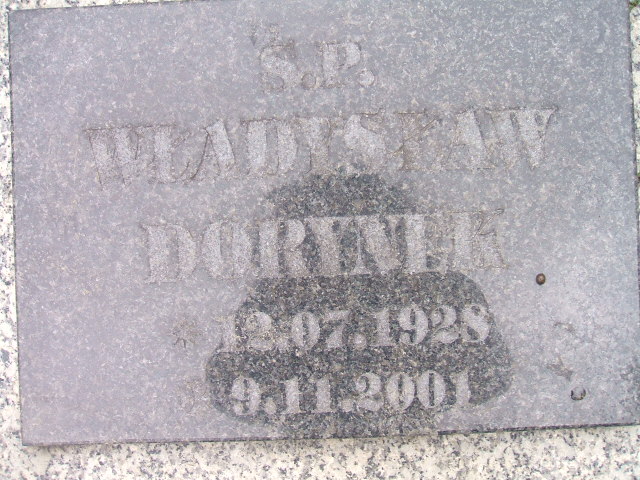 Ś.P.
WŁADYSŁAW
DORYNEK
* 12.07.1928
9.11.2001